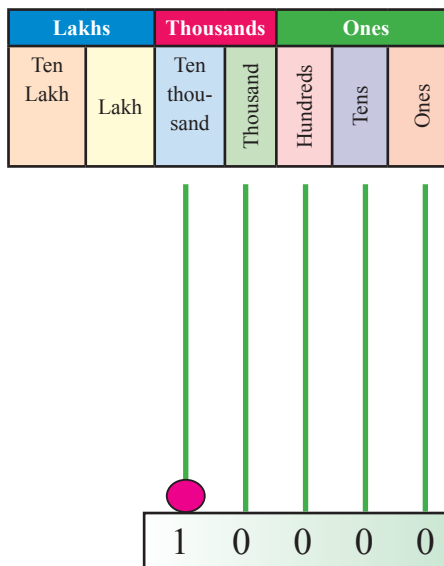 Lakhs Thousands Ones
Ten Lakh
Lakh
Ten thou-sand
Thousand
Hundreds
Tens
Ones
1 0 0 0 0